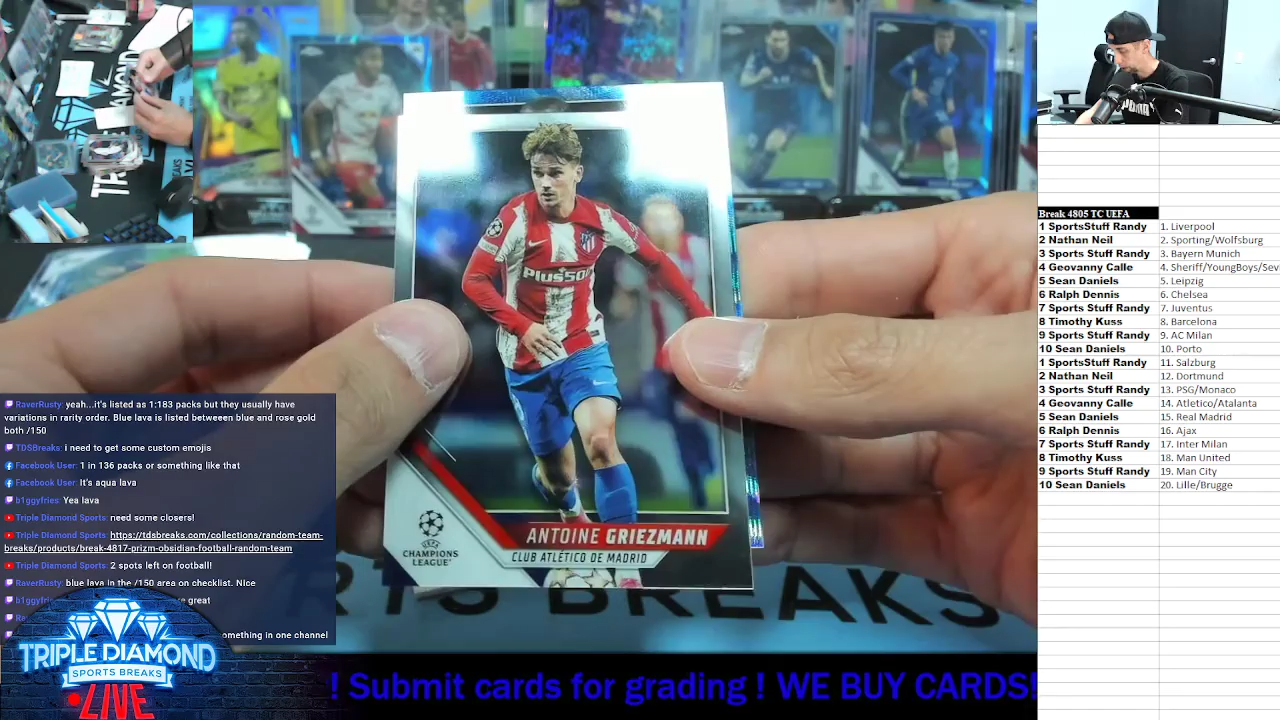 PUMA
Plus500
ANTOINE GRIEZMANN
CLUB ATLÉTICO DE MADRID
UEFA
CHAMPIONS
LEAGUE
RTS BREAKS
RaverRusty: yeah...it's listed as 1:183 packs but they usually have
variations in rarity order. Blue lava is listed between blue and rose gold
both /150
TDSBreaks: i need to get some custom emojis
Facebook User: 1 in 136 packs or something like that
Facebook User: It's aqua lava
b1ggyfries: Yea lava
Triple Diamond Sports: need some closers!
Triple Diamond Sports: https://tdsbreaks.com/collections/random-team-
breaks/products/break-4817-prizm-obsidian-football-random-team
Triple Diamond Sports: 2 spots left on football!
RaverRusty: blue lava in the /150 area on checklist. Nice
great
omething in one channel
TRIPLE DIAMOND
SPORTS BREAKS
LIVE
! Submit cards for grading ! WE BUY CARDS!
Break 4805 TC UEFA
1 SportsStuff Randy 1. Liverpool
2 Nathan Neil 2. Sporting/Wolfsburg
3 Sports Stuff Randy 3. Bayern Munich
4 Geovanny Calle 4. Sheriff/YoungBoys/Sev
5 Sean Daniels 5. Leipzig
6 Ralph Dennis 6. Chelsea
7 Sports Stuff Randy 7. Juventus
8 Timothy Kuss 8. Barcelona
9 Sports Stuff Randy 9. AC Milan
10 Sean Daniels 10. Porto
1 SportsStuff Randy 11. Salzburg
2 Nathan Neil 12. Dortmund
3 Sports Stuff Randy 13. PSG/Monaco
4 Geovanny Calle 14. Atletico/Atalanta
5 Sean Daniels 15. Real Madrid
6 Ralph Dennis 16. Ajax
7 Sports Stuff Randy 17. Inter Milan
8 Timothy Kuss 18. Man United
9 Sports Stuff Randy 19. Man City
10 Sean Daniels 20. Lille/Brugge